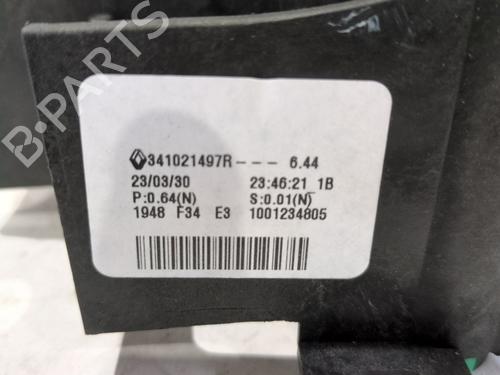 341021497R--- 6.44
23/03/30 23:46:21 1B
P:0.64(N) S:0.01(N)
1948 F34 E3 1001234805
B-PARTS